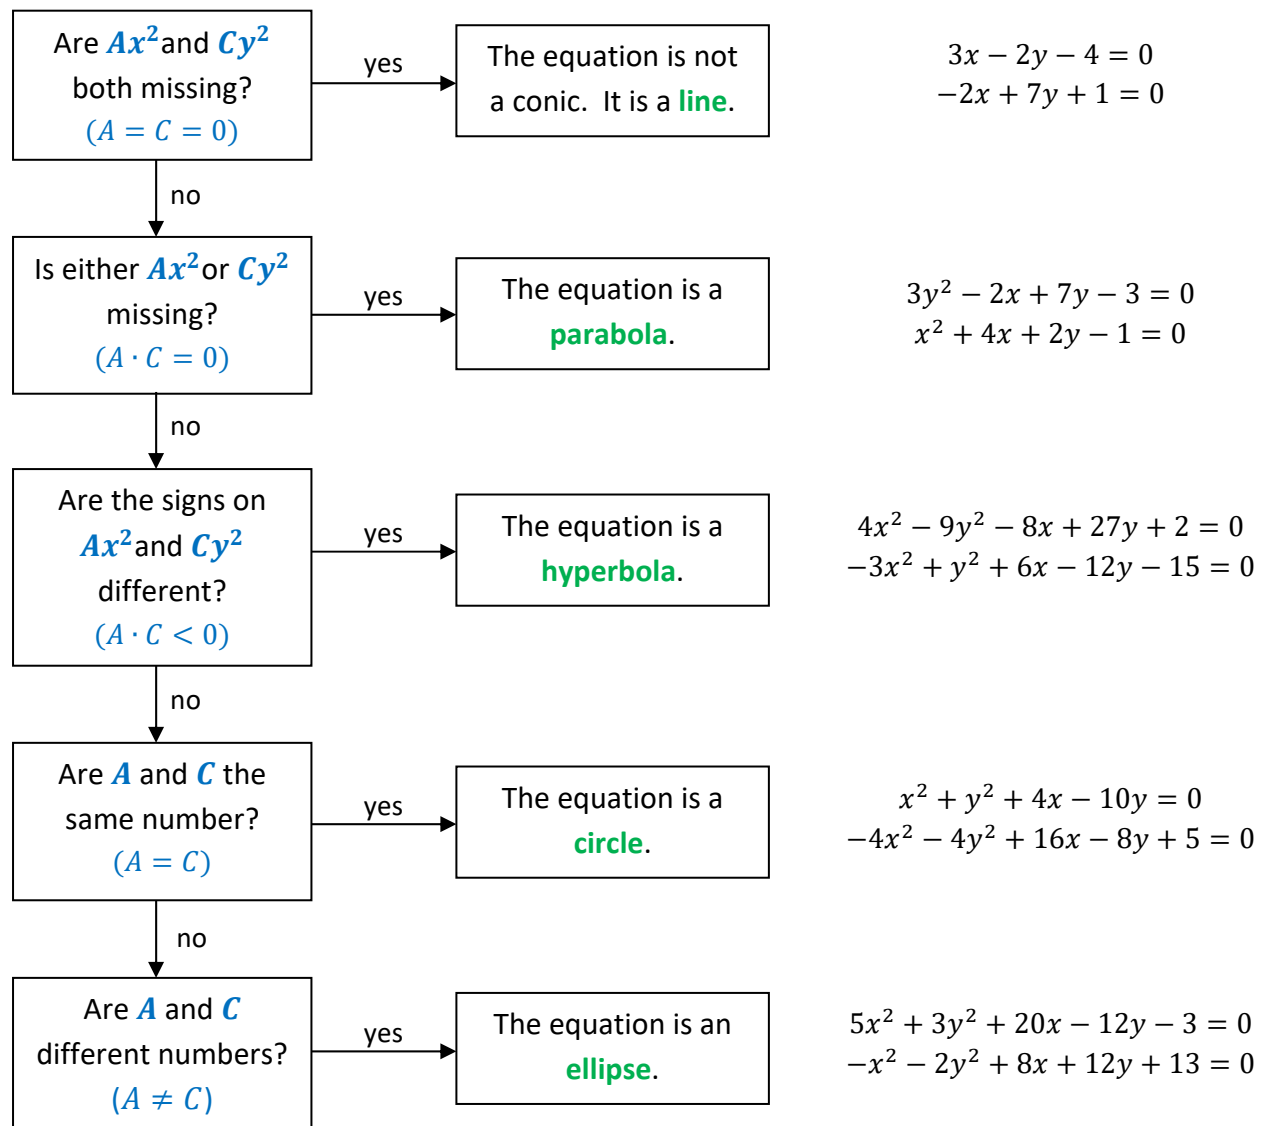 Are Ax² and Cy²
both missing?
(A = C = 0)
yes
The equation is not
a conic. It is a line.
3x − 2y − 4 = 0
−2x + 7y + 1 = 0
no
Is either Ax² or Cy²
missing?
(A · C = 0)
yes
The equation is a
parabola.
3y² − 2x + 7y − 3 = 0
x² + 4x + 2y − 1 = 0
no
Are the signs on
Ax² and Cy²
different?
(A · C < 0)
yes
The equation is a
hyperbola.
4x² − 9y² − 8x + 27y + 2 = 0
−3x² + y² + 6x − 12y − 15 = 0
no
Are A and C the
same number?
(A = C)
yes
The equation is a
circle.
x² + y² + 4x − 10y = 0
−4x² − 4y² + 16x − 8y + 5 = 0
no
Are A and C
different numbers?
(A ≠ C)
yes
The equation is an
ellipse.
5x² + 3y² + 20x − 12y − 3 = 0
−x² − 2y² + 8x + 12y + 13 = 0